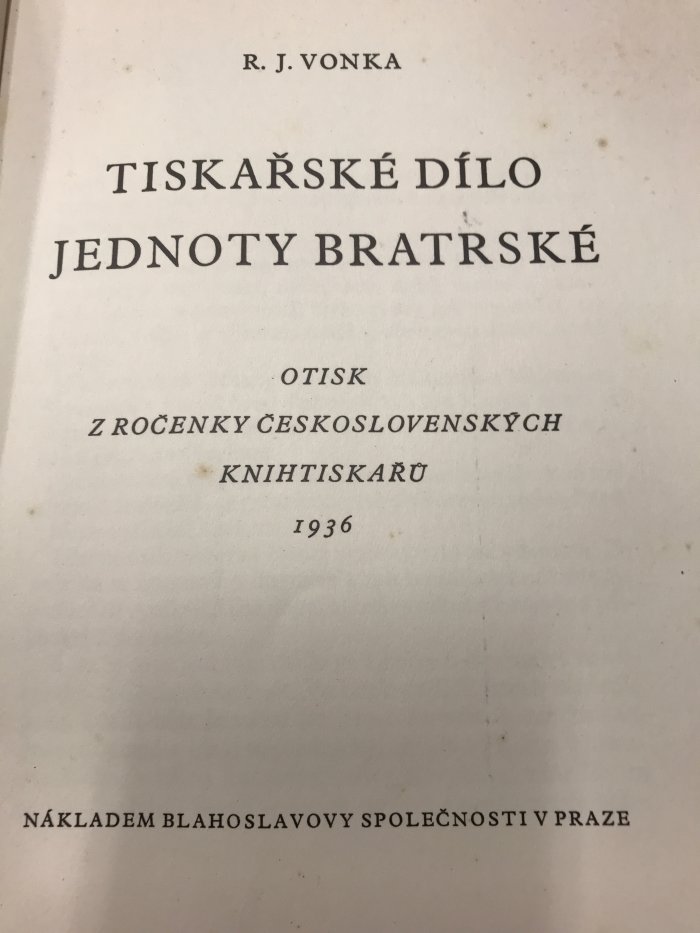 R. J. VONKA
TISKAŘSKÉ DÍLO
JEDNOTY BRATRSKÉ
OTISK
Z ROČENKY ČESKOSLOVENSKÝCH
KNIHTISKAŘŮ
1936
NÁKLADEM BLAHOSLAVOVY SPOLEČNOSTI V PRAZE